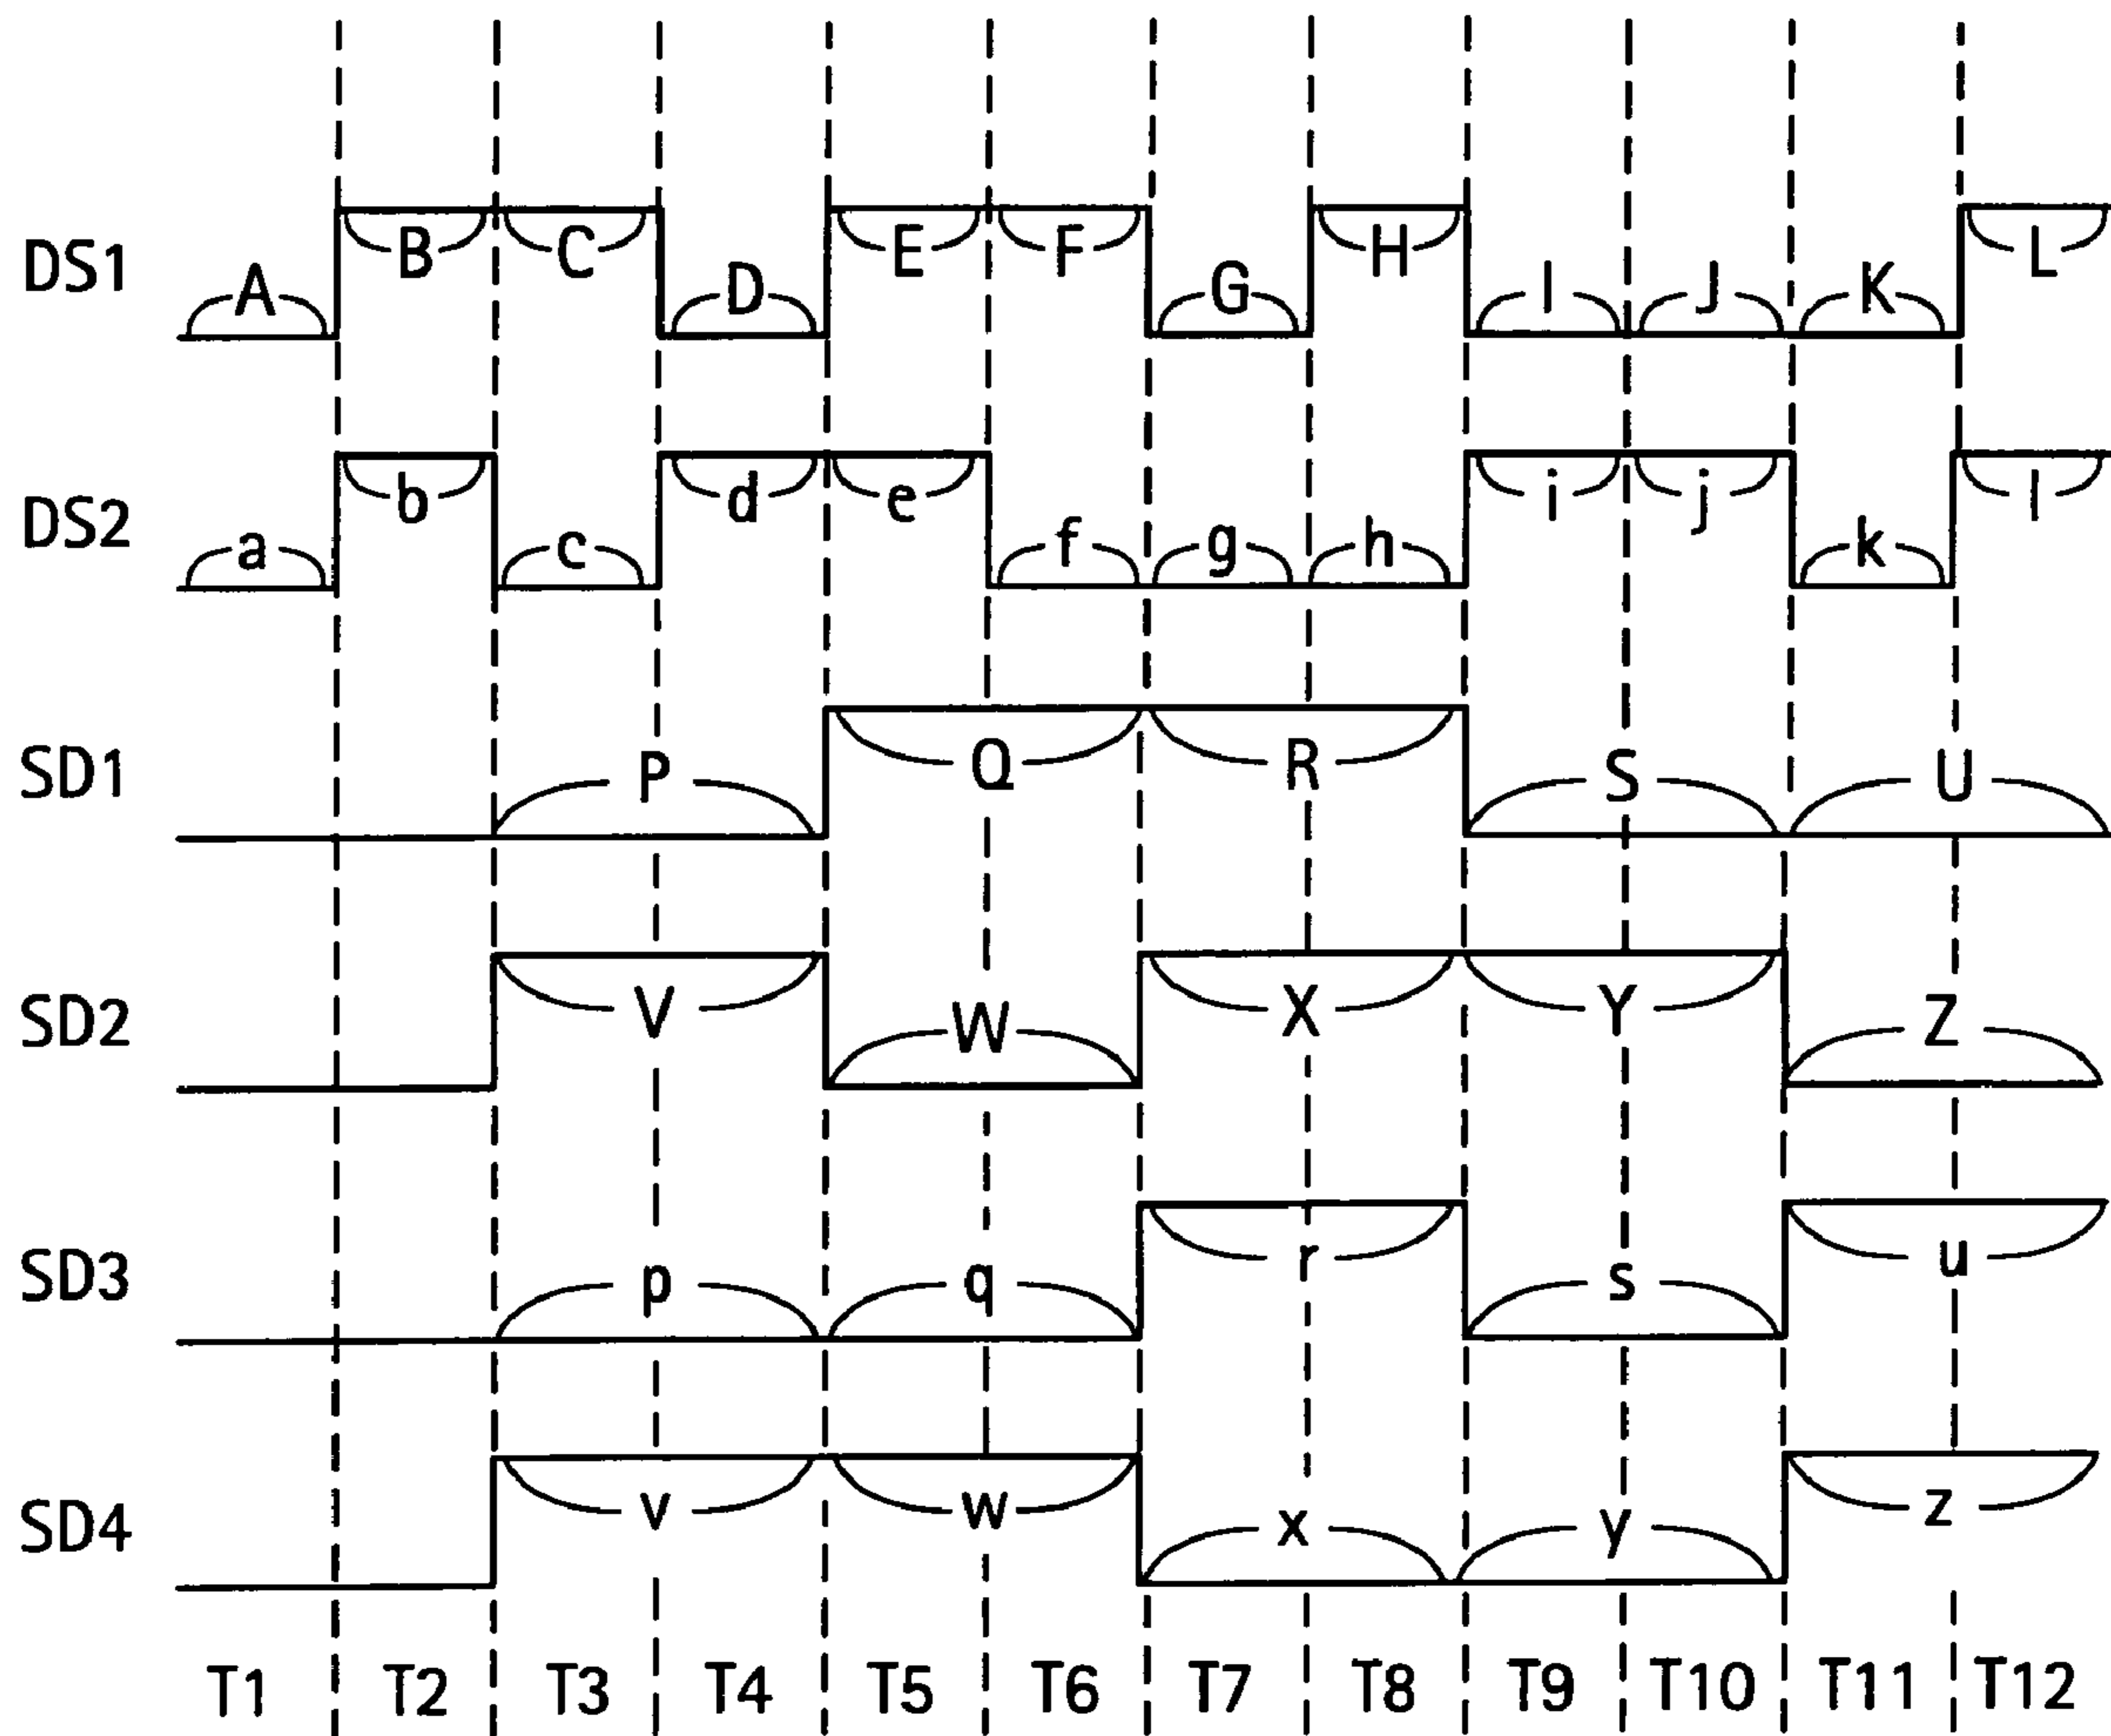 DS1 A B C D E F G H I J K L
DS2 a b c d e f g h i j k l
SD1 P Q R S U
SD2 V W X Y Z
SD3 p q r s u
SD4 v w x y z
T1 T2 T3 T4 T5 T6 T7 T8 T9 T10 T11 T12